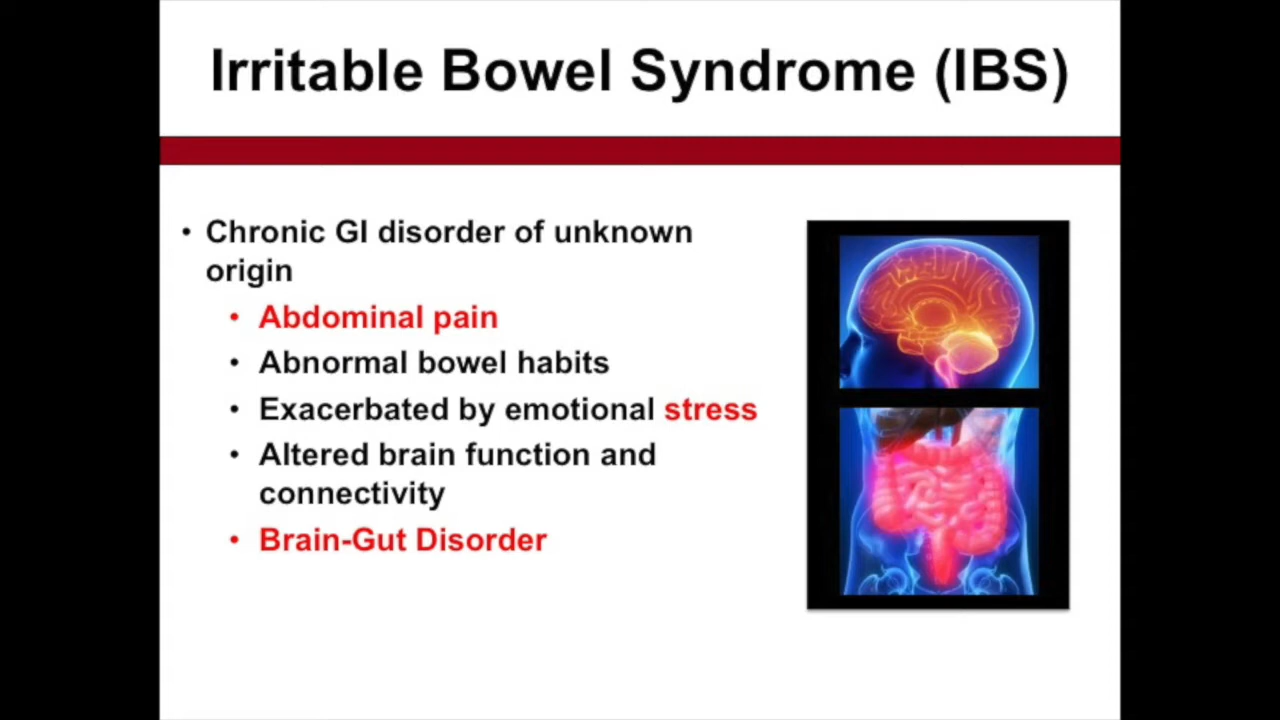 Irritable Bowel Syndrome (IBS)
• Chronic GI disorder of unknown
origin
• Abdominal pain
• Abnormal bowel habits
• Exacerbated by emotional stress
• Altered brain function and
connectivity
• Brain-Gut Disorder